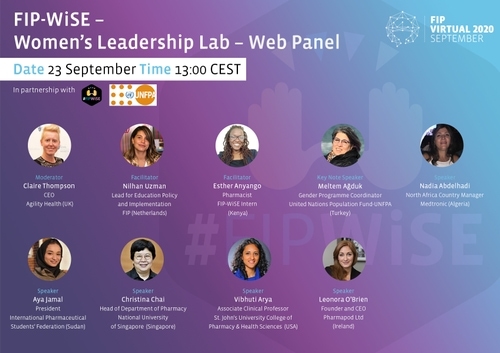 FIP-WiSE –
Women's Leadership Lab – Web Panel
FIP
VIRTUAL 2020
SEPTEMBER
Date 23 September Time 13:00 CEST
In partnership with
#FIPWiSE
UNFPA
Moderator
Claire Thompson
CEO
Agility Health (UK)
Facilitator
Nilhan Uzman
Lead for Education Policy
and Implementation
FIP (Netherlands)
Facilitator
Esther Anyango
Pharmacist
FIP-WiSE Intern
(Kenya)
Key Note Speaker
Meltem Ağduk
Gender Programme Coordinator
United Nations Population Fund-UNFPA
(Turkey)
Speaker
Nadia Abdelhadi
North Africa Country Manager
Medtronic (Algeria)
#FIPWiSE
Speaker
Aya Jamal
President
International Pharmaceutical
Students' Federation (Sudan)
Speaker
Christina Chai
Head of Department of Pharmacy
National University
of Singapore (Singapore)
Speaker
Vibhuti Arya
Associate Clinical Professor
St. John's University College of
Pharmacy & Health Sciences (USA)
Speaker
Leonora O'Brien
Founder and CEO
Pharmapod Ltd
(Ireland)